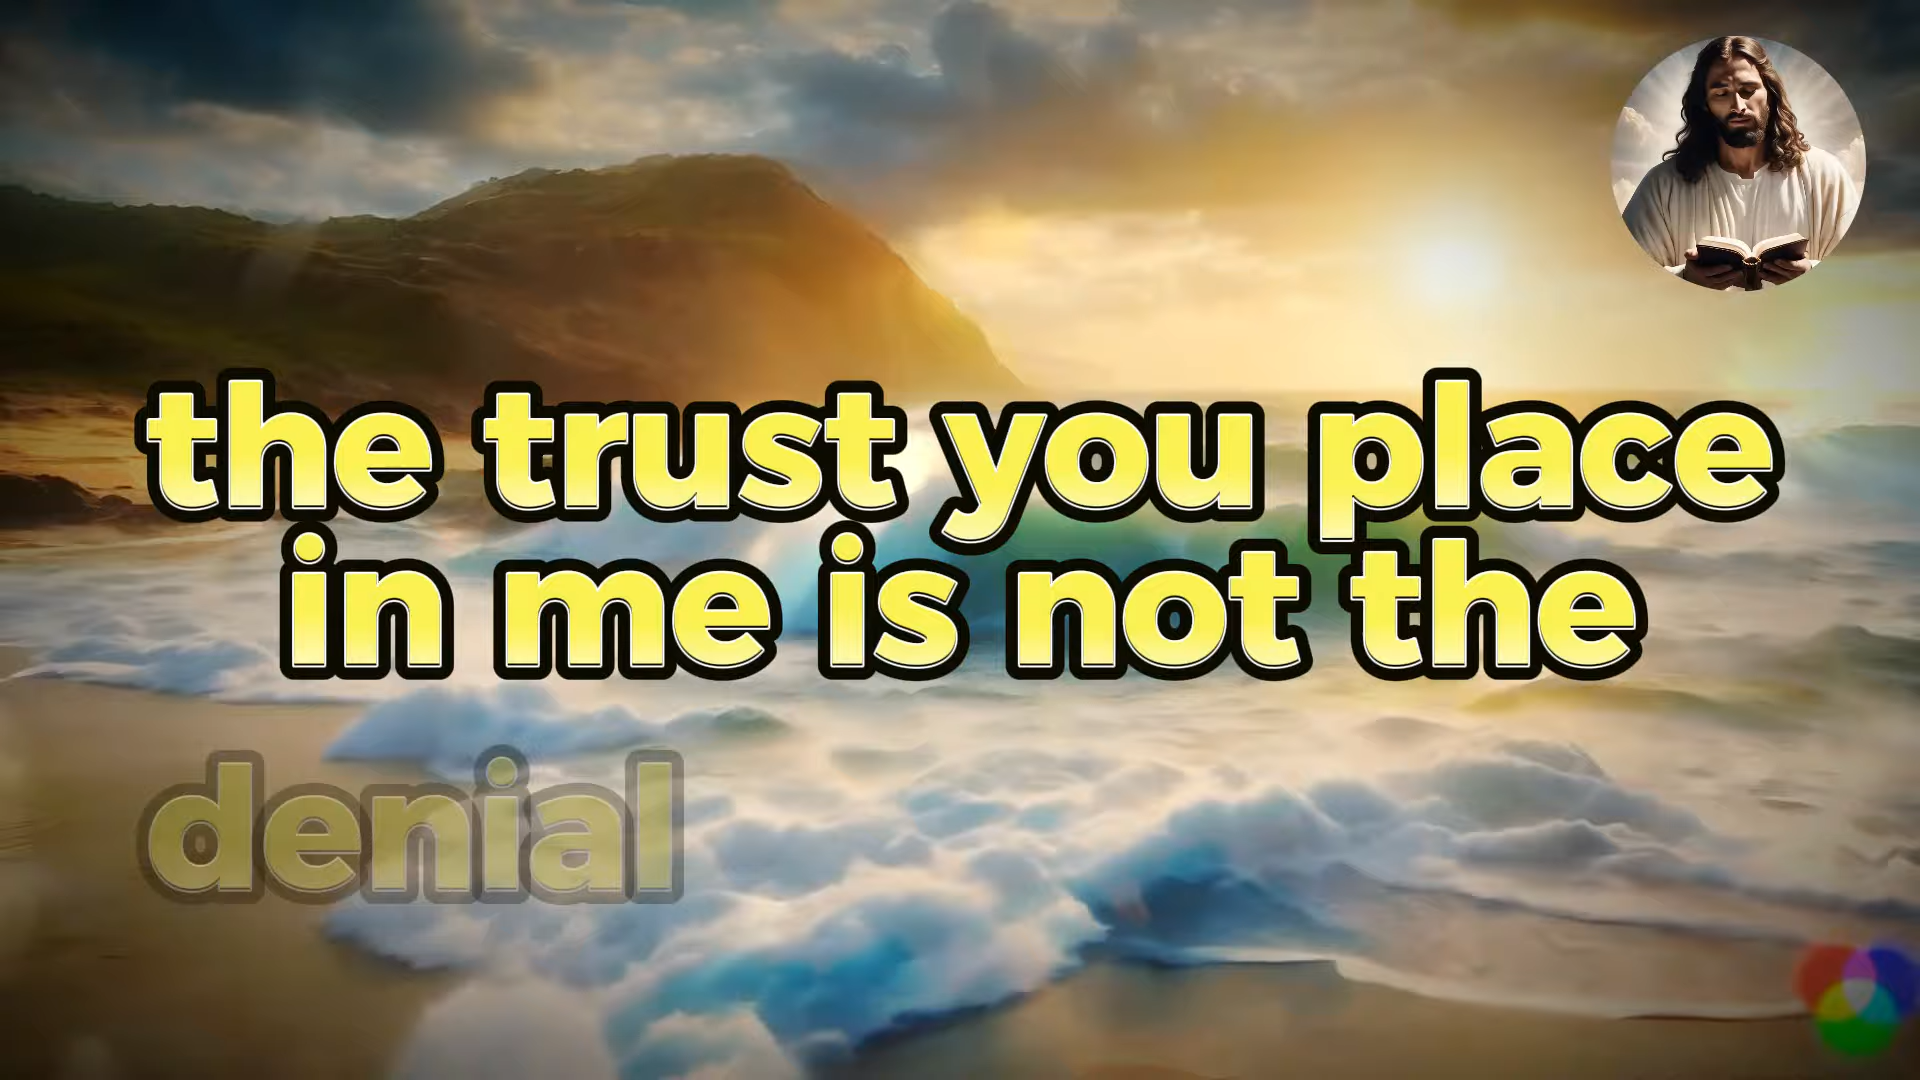 the trust you place
in me is not the
denial